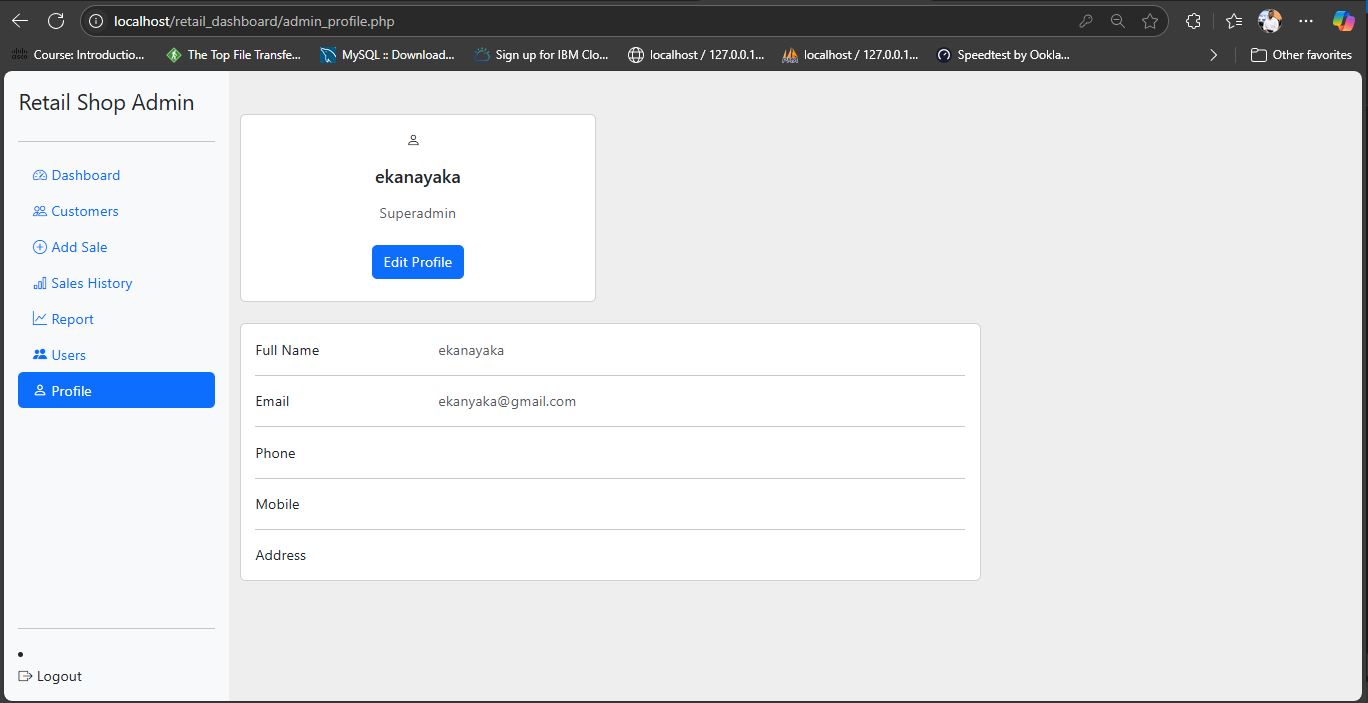 localhost/retail_dashboard/admin_profile.php
Course: Introductio...
The Top File Transfe...
MySQL :: Download...
Sign up for IBM Clo...
localhost / 127.0.0.1...
localhost / 127.0.0.1...
Speedtest by Ookla...
Other favorites
Retail Shop Admin
Dashboard
Customers
Add Sale
Sales History
Report
Users
Profile
Logout
ekanayaka
Superadmin
Edit Profile
Full Name ekanayaka
Email ekanyaka@gmail.com
Phone
Mobile
Address